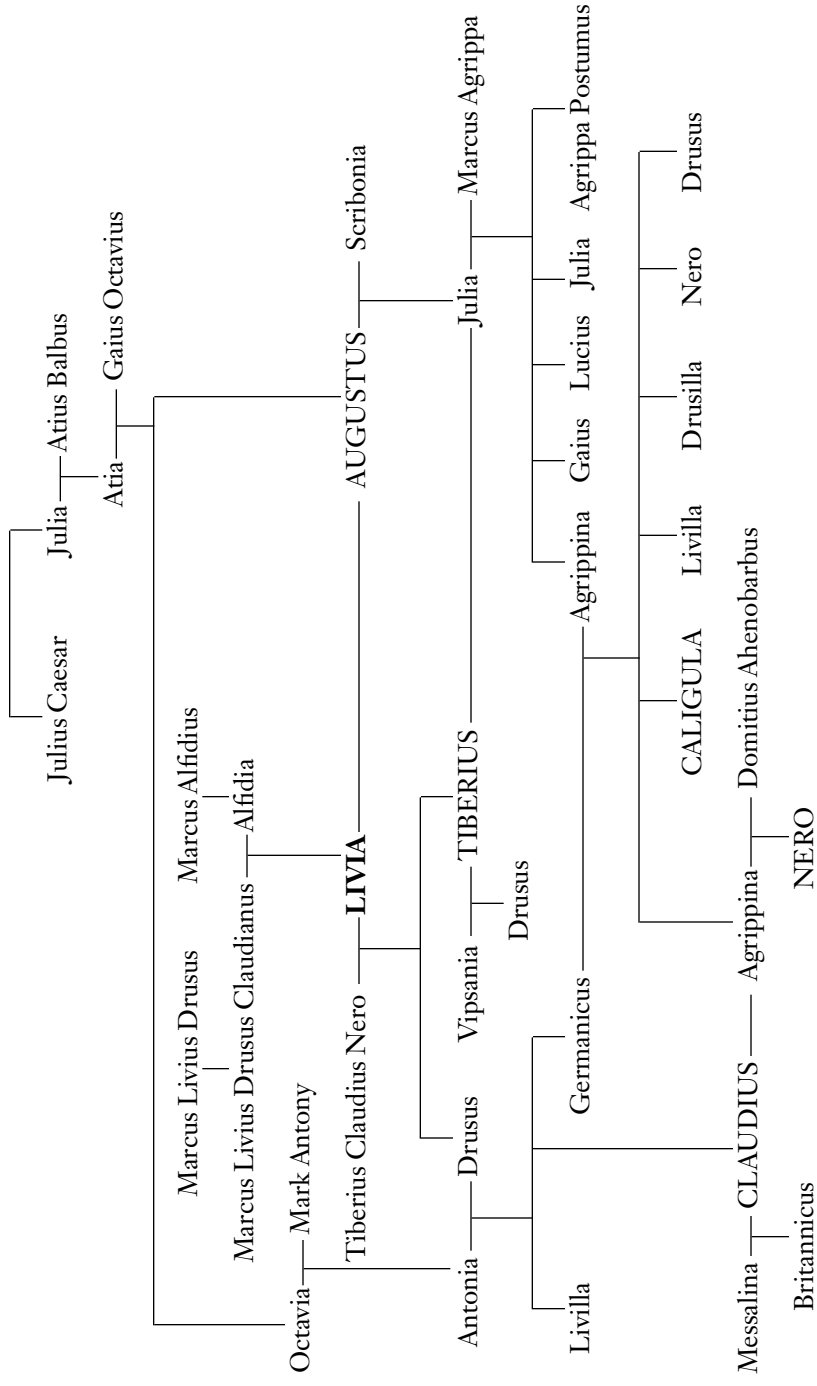 Julius Caesar
Julia
Atius Balbus
Atia
Gaius Octavius
Marcus Livius Drusus
Marcus Alfidius
Marcus Livius Drusus Claudianus
Alfidia
Octavia
Mark Antony
Tiberius Claudius Nero
LIVIA
AUGUSTUS
Scribonia
Antonia
Drusus
Vipsania
TIBERIUS
Julia
Marcus Agrippa
Drusus
Livilla
Germanicus
Agrippina
Gaius
Lucius
Julia
Agrippa Postumus
CALIGULA
Livilla
Drusilla
Nero
Drusus
Messalina
CLAUDIUS
Agrippina
Domitius Ahenobarbus
Britannicus
NERO